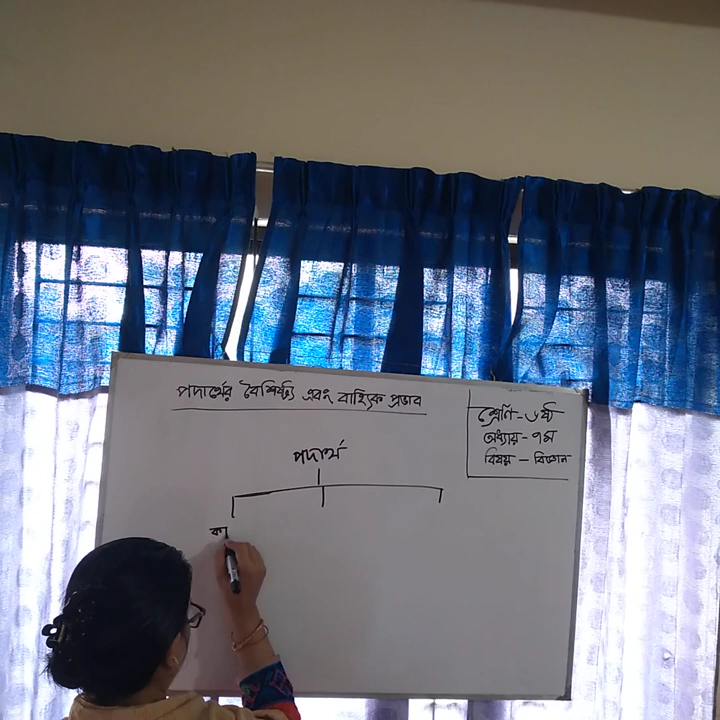 পদার্থের বৈশিষ্ট্য এবং বাহ্যিক প্রভাব
শ্রেণি - ৬ষ্ঠ
অধ্যায় - ৭ম
বিষয় - বিজ্ঞান
পদার্থ
ক